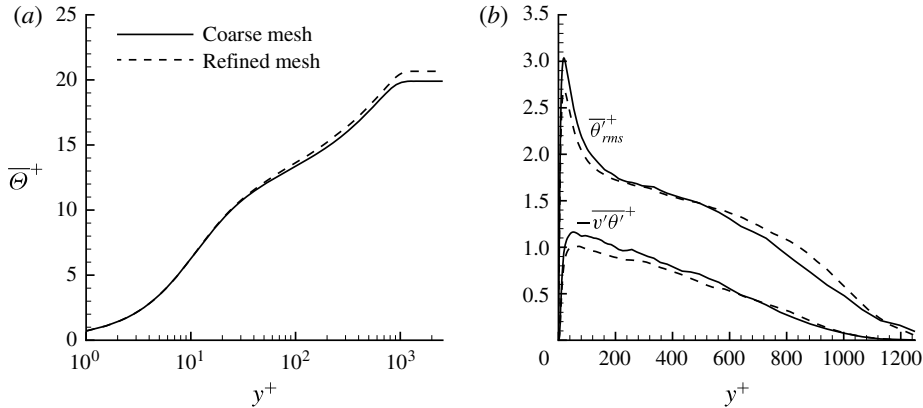 (a)
25
20
15
10
5
0
Θ̅⁺
Coarse mesh
Refined mesh
10⁰ 10¹ 10² 10³
y⁺
(b)
3.5
3.0
2.5
2.0
1.5
1.0
0.5
θ̅′⁺rms
−v′θ′⁺
0 200 400 600 800 1000 1200
y⁺